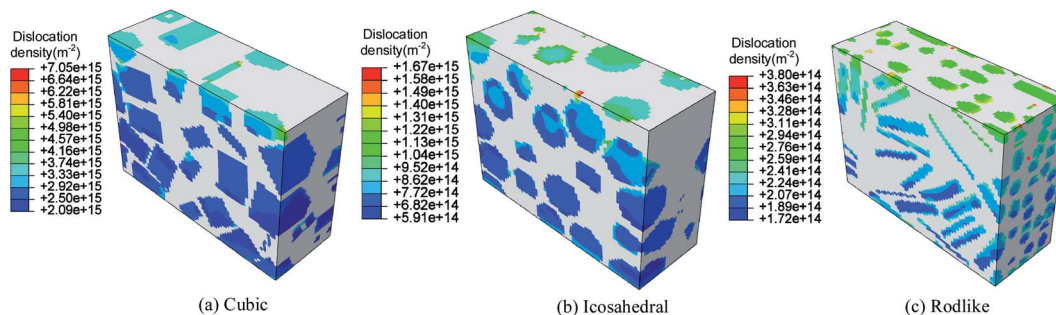 Dislocation
density(m-2)
+7.05e+15
+6.64e+15
+6.22e+15
+5.81e+15
+5.40e+15
+4.98e+15
+4.57e+15
+4.16e+15
+3.74e+15
+3.33e+15
+2.92e+15
+2.50e+15
+2.09e+15
(a) Cubic
Dislocation
density(m-2)
+1.67e+15
+1.58e+15
+1.49e+15
+1.40e+15
+1.31e+15
+1.22e+15
+1.13e+15
+1.04e+15
+9.52e+14
+8.62e+14
+7.72e+14
+6.82e+14
+5.91e+14
(b) Icosahedral
Dislocation
density(m-2)
+3.80e+14
+3.63e+14
+3.46e+14
+3.28e+14
+3.11e+14
+2.94e+14
+2.76e+14
+2.59e+14
+2.41e+14
+2.24e+14
+2.07e+14
+1.89e+14
+1.72e+14
(c) Rodlike